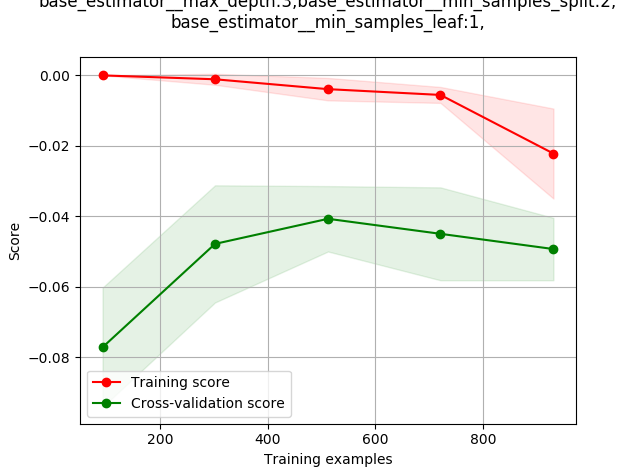 base_estimator__max_depth:3,base_estimator__min_samples_split:2,
base_estimator__min_samples_leaf:1,
0.00
−0.02
−0.04
−0.06
−0.08
Score
Training score
Cross-validation score
200
400
600
800
Training examples